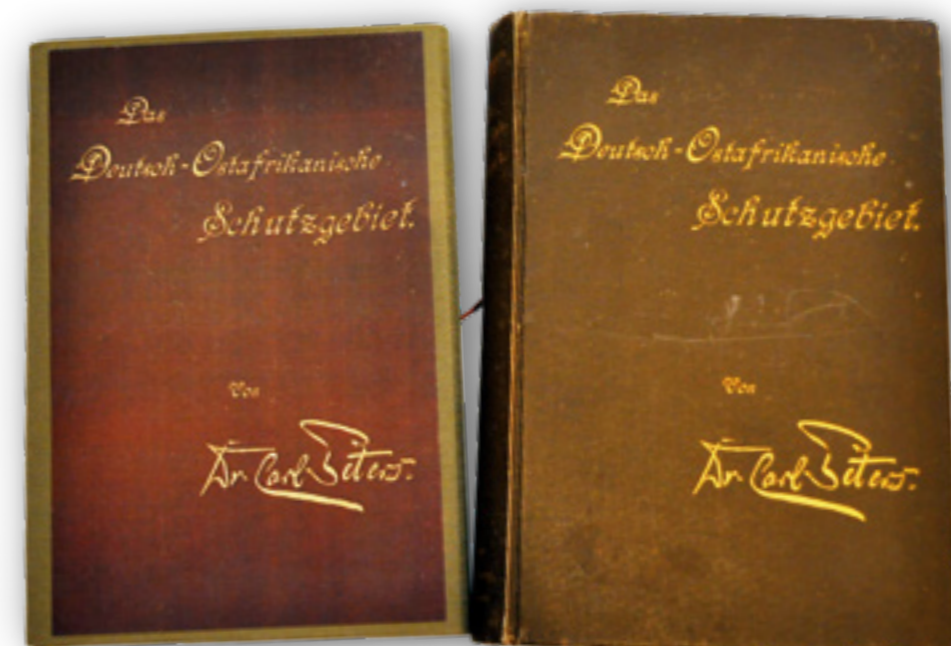 Das
Deutsch-Ostafrikanische
Schutzgebiet.
Von
Dr. Carl Peters.
Das
Deutsch-Ostafrikanische
Schutzgebiet.
Von
Dr. Carl Peters.